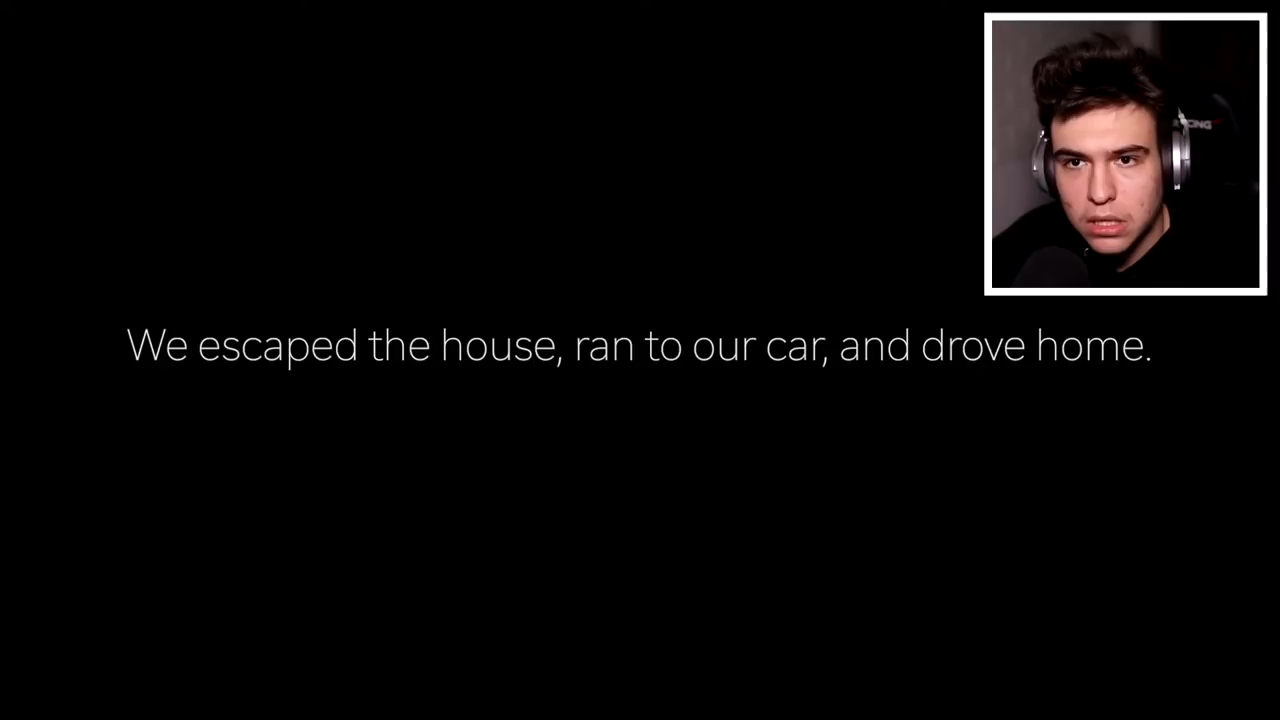 We escaped the house, ran to our car, and drove home.